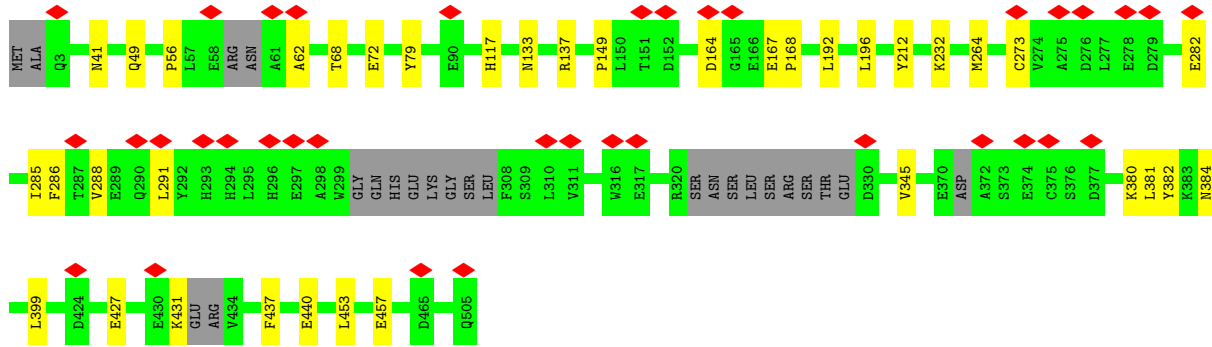 MET ALA Q3 N41 Q49 P56 L57 E58 ARG ASN A61 A62 T68 E72 Y79 E90 H117 N133 R137 P149 L150 T151 D152 D164 G165 E166 E167 P168 L192 L196 Y212 K232 M264 C273 V274 A275 D276 L277 E278 D279 E282
I285 F286 T287 V288 E289 Q290 L291 Y292 H293 H294 L295 H296 E297 A298 W299 GLY GLN HIS GLU LYS GLY SER LEU F308 S309 L310 V311 W316 E317 R320 SER ASN SER LEU SER ARG SER THR GLU D330 V345 E370 ASP A372 S373 E374 C375 S376 D377 K380 L381 Y382 K383 N384
L399 D424 E427 E430 K431 GLU ARG V434 F437 E440 L453 E457 D465 Q505